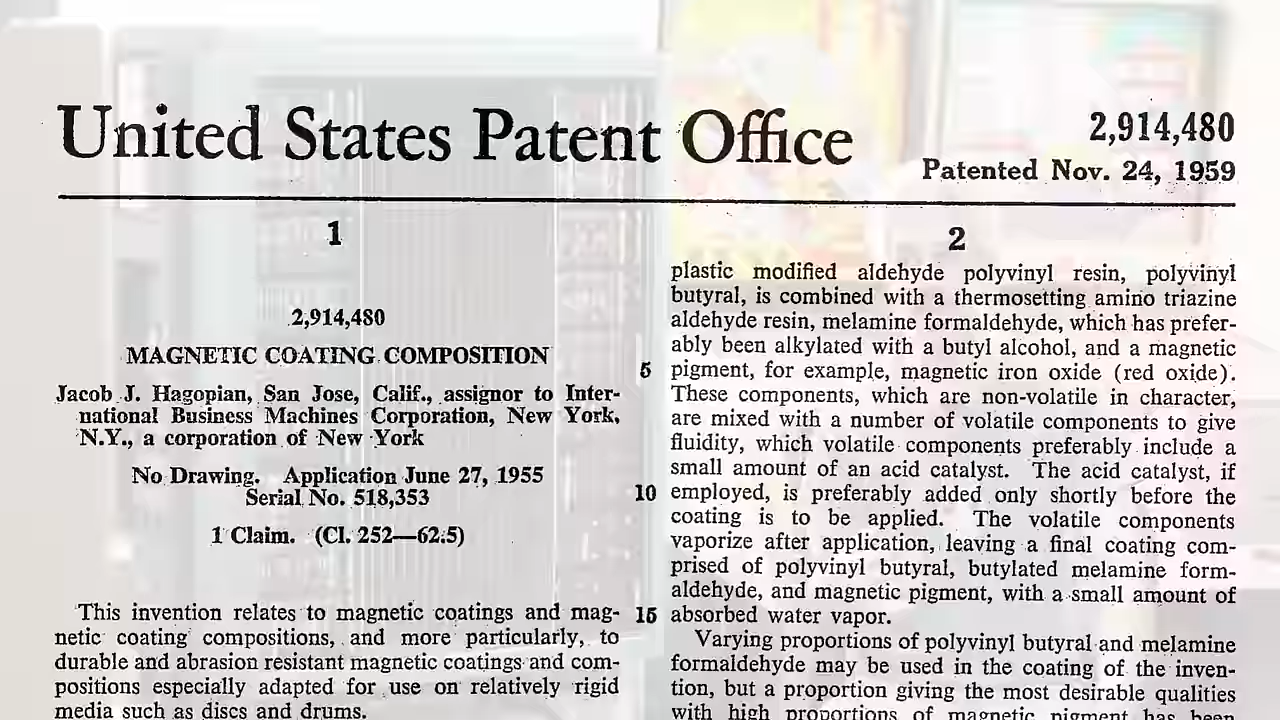 United States Patent Office
2,914,480
Patented Nov. 24, 1959
1
2,914,480
MAGNETIC COATING COMPOSITION
Jacob J. Hagopian, San Jose, Calif., assignor to Inter-
national Business Machines Corporation, New York,
N.Y., a corporation of New York
No Drawing. Application June 27, 1955
Serial No. 518,353
1 Claim. (Cl. 252—62.5)
This invention relates to magnetic coatings and mag-
netic coating compositions, and more particularly, to
durable and abrasion resistant magnetic coatings and com-
positions especially adapted for use on relatively rigid
media such as discs and drums.
2
plastic modified aldehyde polyvinyl resin, polyvinyl
butyral, is combined with a thermosetting amino triazine
aldehyde resin, melamine formaldehyde, which has prefer-
ably been alkylated with a butyl alcohol, and a magnetic
5 pigment, for example, magnetic iron oxide (red oxide).
These components, which are non-volatile in character,
are mixed with a number of volatile components to give
fluidity, which volatile components preferably include a
small amount of an acid catalyst. The acid catalyst, if
10 employed, is preferably added only shortly before the
coating is to be applied. The volatile components
vaporize after application, leaving a final coating com-
prised of polyvinyl butyral, butylated melamine form-
aldehyde, and magnetic pigment, with a small amount of
15 absorbed water vapor.
Varying proportions of polyvinyl butyral and melamine
formaldehyde may be used in the coating of the inven-
tion, but a proportion giving the most desirable qualities
with high proportions of magnetic pigment has been